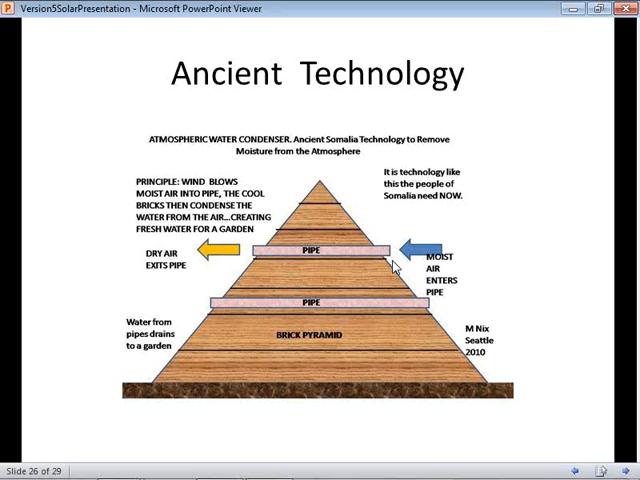 Version5SolarPresentation - Microsoft PowerPoint Viewer
Ancient Technology
ATMOSPHERIC WATER CONDENSER. Ancient Somalia Technology to Remove
Moisture from the Atmosphere
It is technology like
this the people of
Somalia need NOW.
PRINCIPLE: WIND BLOWS
MOIST AIR INTO PIPE, THE COOL
BRICKS THEN CONDENSE THE
WATER FROM THE AIR...CREATING
FRESH WATER FOR A GARDEN
DRY AIR
EXITS PIPE
PIPE
MOIST
AIR
ENTERS
PIPE
PIPE
Water from
pipes drains
to a garden
BRICK PYRAMID
M Nix
Seattle
2010
Slide 26 of 29